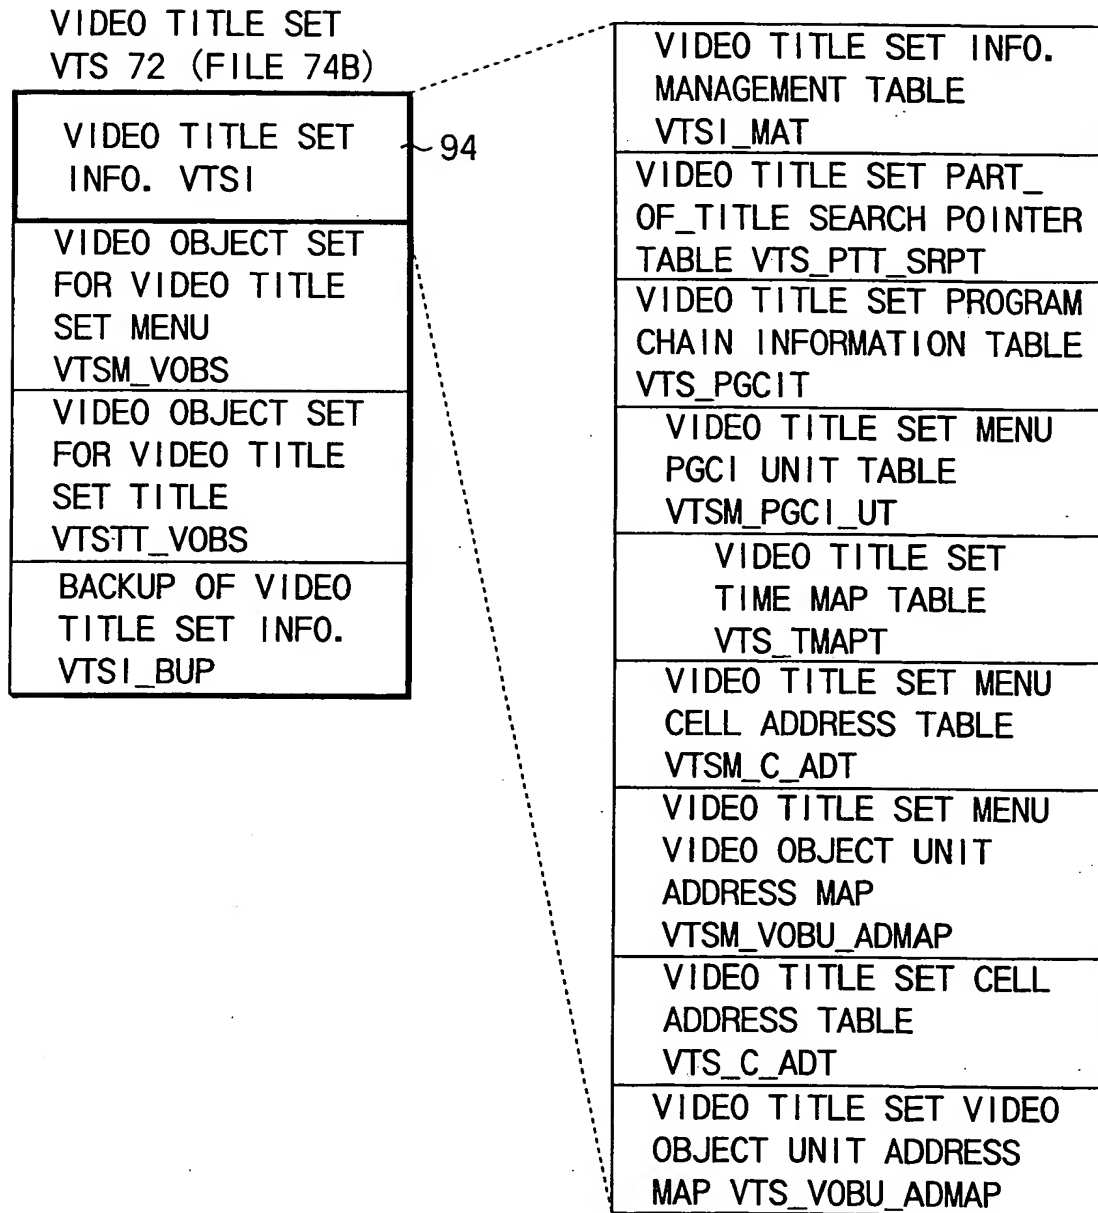 VIDEO TITLE SET
VTS 72 (FILE 74B)
VIDEO TITLE SET
INFO. VTSI
94
VIDEO OBJECT SET
FOR VIDEO TITLE
SET MENU
VTSM_VOBS
VIDEO OBJECT SET
FOR VIDEO TITLE
SET TITLE
VTSTT_VOBS
BACKUP OF VIDEO
TITLE SET INFO.
VTSI_BUP
VIDEO TITLE SET INFO.
MANAGEMENT TABLE
VTSI_MAT
VIDEO TITLE SET PART_
OF_TITLE SEARCH POINTER
TABLE VTS_PTT_SRPT
VIDEO TITLE SET PROGRAM
CHAIN INFORMATION TABLE
VTS_PGCIT
VIDEO TITLE SET MENU
PGCI UNIT TABLE
VTSM_PGCI_UT
VIDEO TITLE SET
TIME MAP TABLE
VTS_TMAPT
VIDEO TITLE SET MENU
CELL ADDRESS TABLE
VTSM_C_ADT
VIDEO TITLE SET MENU
VIDEO OBJECT UNIT
ADDRESS MAP
VTSM_VOBU_ADMAP
VIDEO TITLE SET CELL
ADDRESS TABLE
VTS_C_ADT
VIDEO TITLE SET VIDEO
OBJECT UNIT ADDRESS
MAP VTS_VOBU_ADMAP